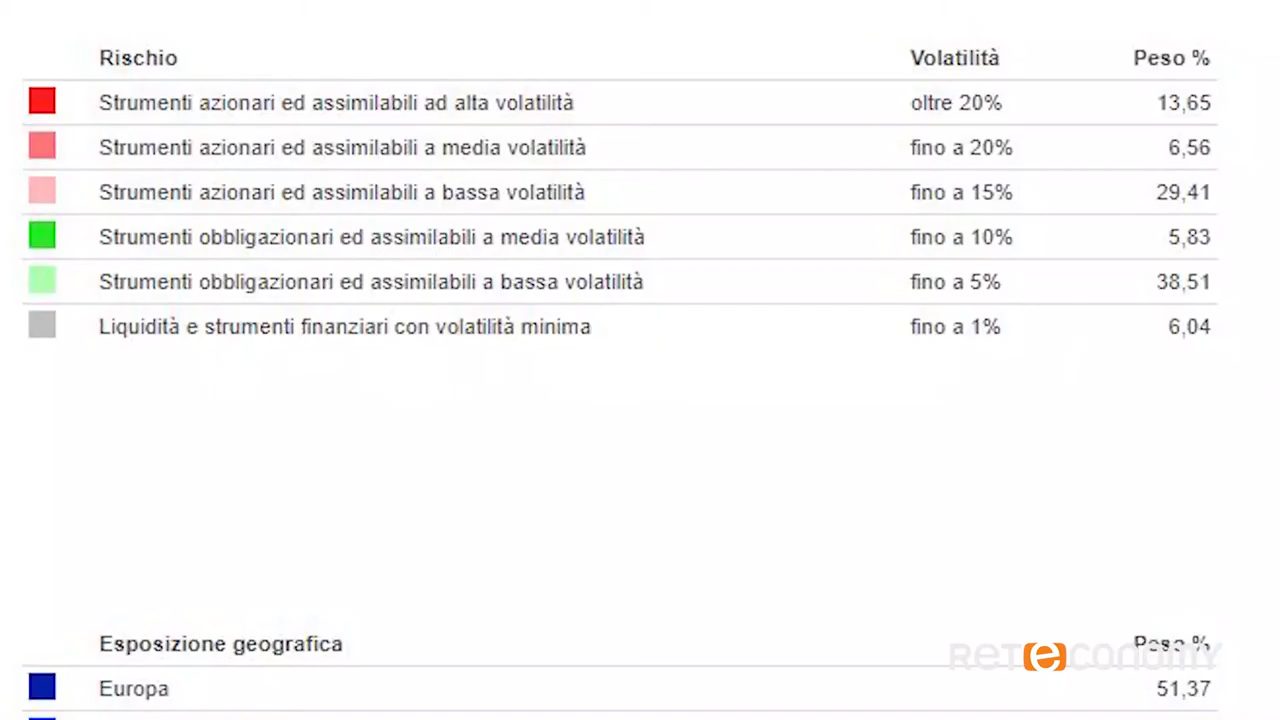 Rischio Volatilità Peso %
Strumenti azionari ed assimilabili ad alta volatilità oltre 20% 13,65
Strumenti azionari ed assimilabili a media volatilità fino a 20% 6,56
Strumenti azionari ed assimilabili a bassa volatilità fino a 15% 29,41
Strumenti obbligazionari ed assimilabili a media volatilità fino a 10% 5,83
Strumenti obbligazionari ed assimilabili a bassa volatilità fino a 5% 38,51
Liquidità e strumenti finanziari con volatilità minima fino a 1% 6,04
Esposizione geografica Peso %
RETeCONOMY
Europa 51,37